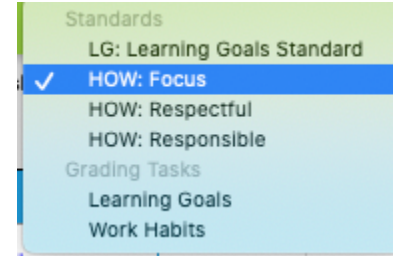 Standards
LG: Learning Goals Standard
✓ HOW: Focus
HOW: Respectful
HOW: Responsible
Grading Tasks
Learning Goals
Work Habits